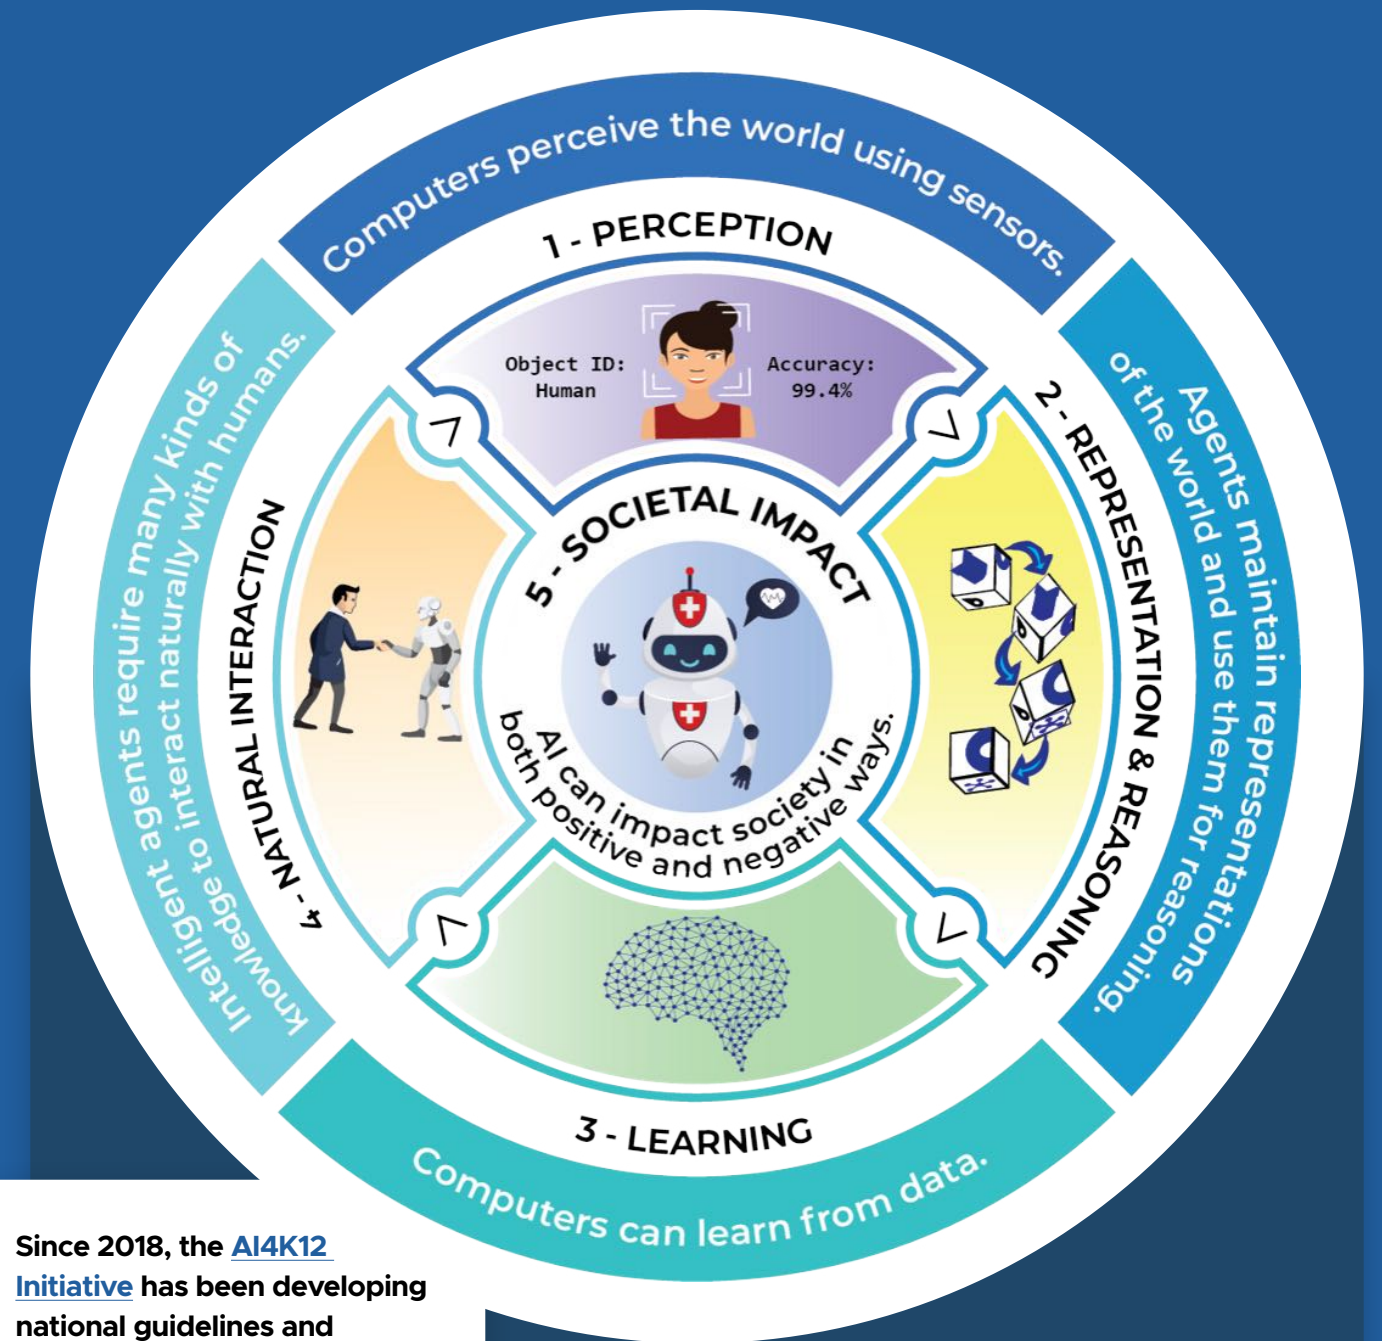 Computers perceive the world using sensors.
1 - PERCEPTION
Object ID:
Human
Accuracy:
99.4%
Agents maintain representations
of the world and use them for reasoning.
2 - REPRESENTATION & REASONING
3 - LEARNING
Computers can learn from data.
Intelligent agents require many kinds of
knowledge to interact naturally with humans.
4 - NATURAL INTERACTION
5 - SOCIETAL IMPACT
AI can impact society in
both positive and negative ways.
Since 2018, the AI4K12
Initiative has been developing
national guidelines and